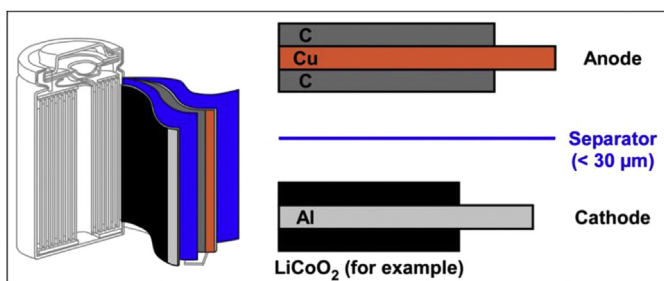 C
Cu
C
Anode
Separator
(< 30 µm)
Al
Cathode
LiCoO₂ (for example)